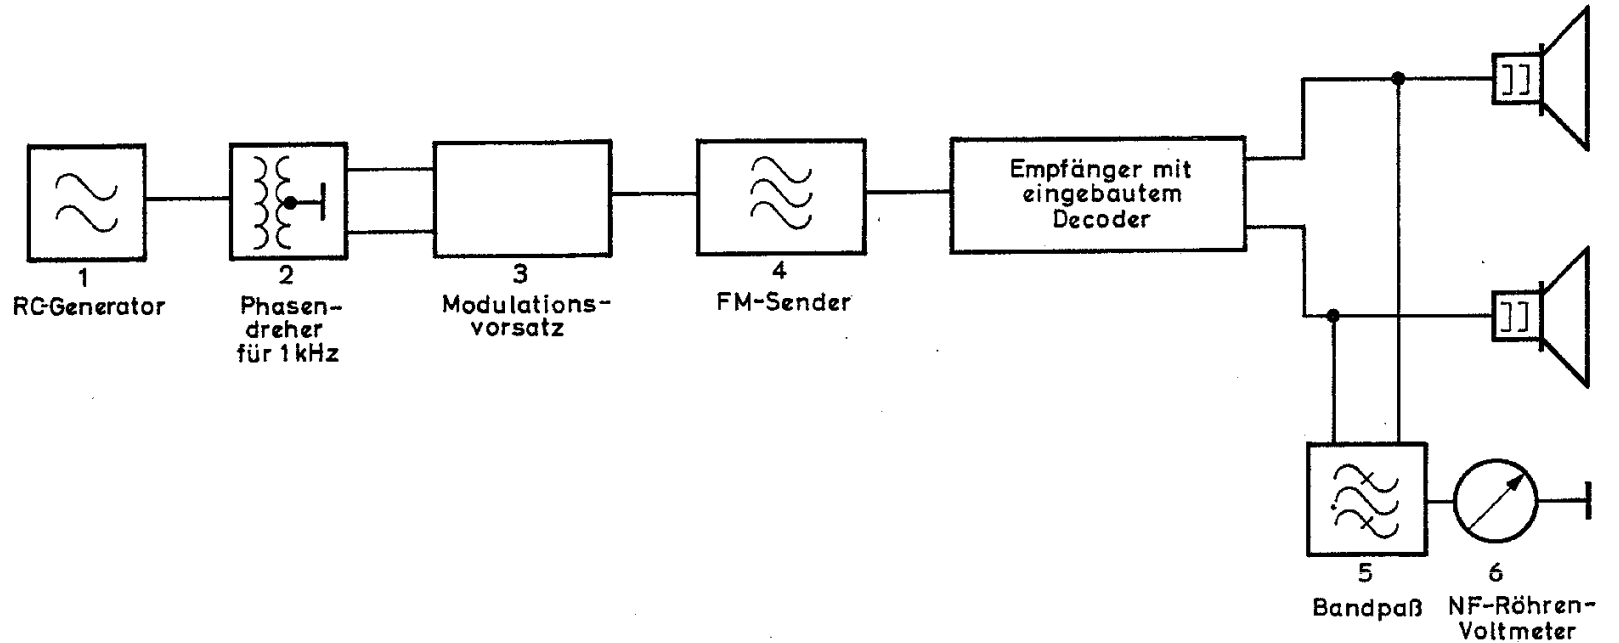 Empfänger mit
eingebautem
Decoder
1
RC-Generator
2
Phasen-
dreher
für 1 kHz
3
Modulations-
vorsatz
4
FM-Sender
5
Bandpaß
6
NF-Röhren-
Voltmeter